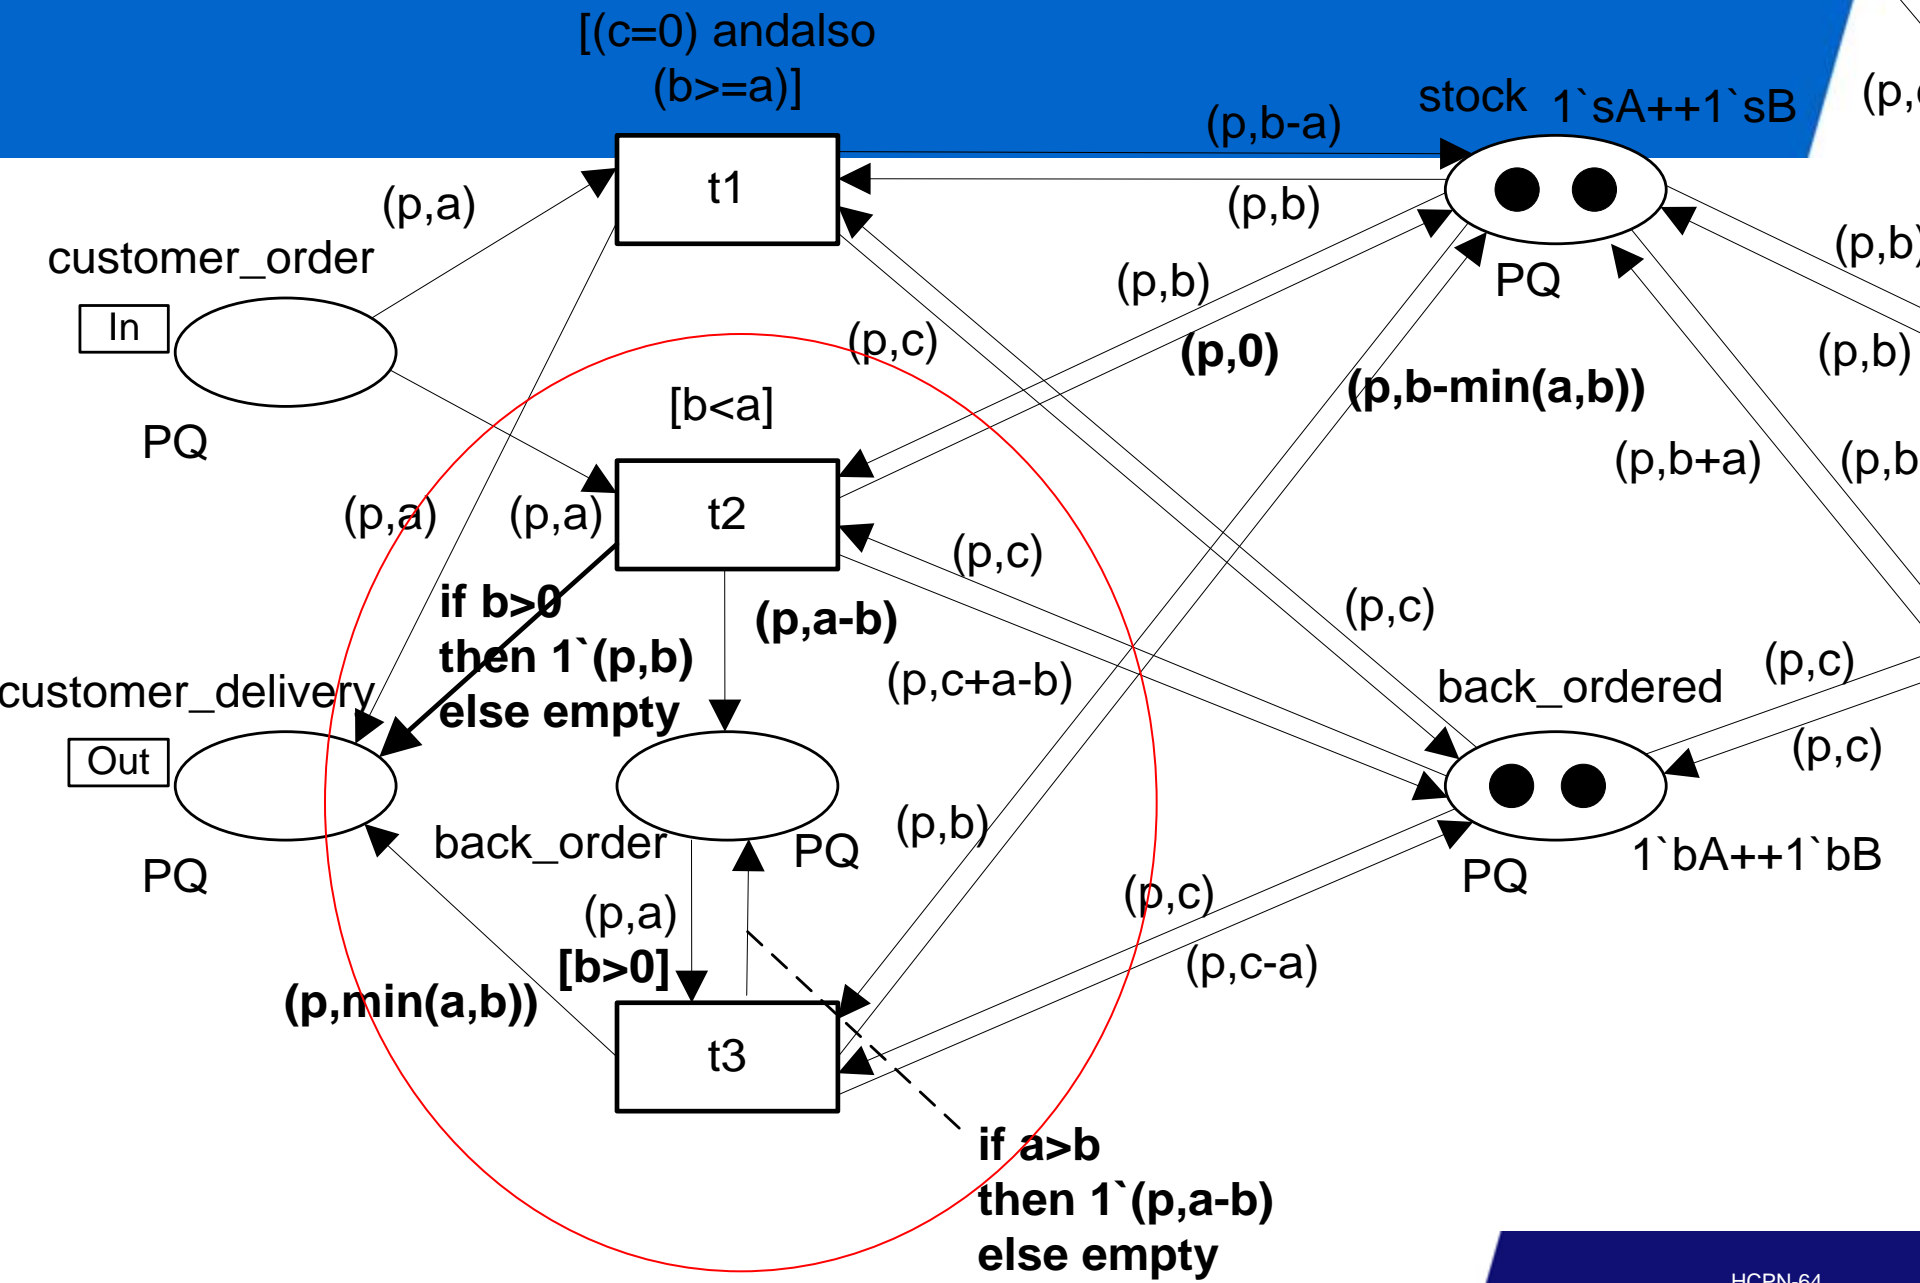 [(c=0) andalso
(b>=a)]
stock 1`sA++1`sB
(p,c
(p,b-a)
t1
(p,a)
(p,b)
customer_order
(p,b)
(p,b)
PQ
In
(p,c)
(p,0)
(p,b)
(p,b-min(a,b))
[b<a]
PQ
(p,b+a)
(p,b
(p,a)
(p,a)
t2
(p,c)
if b>0
then 1`(p,b)
else empty
(p,a-b)
(p,c)
(p,c+a-b)
back_ordered
(p,c)
customer_delivery
Out
(p,c)
(p,b)
back_order
PQ
1`bA++1`bB
PQ
PQ
(p,c)
(p,a)
[b>0]
(p,c-a)
(p,min(a,b))
t3
if a>b
then 1`(p,a-b)
else empty
HCPN-64